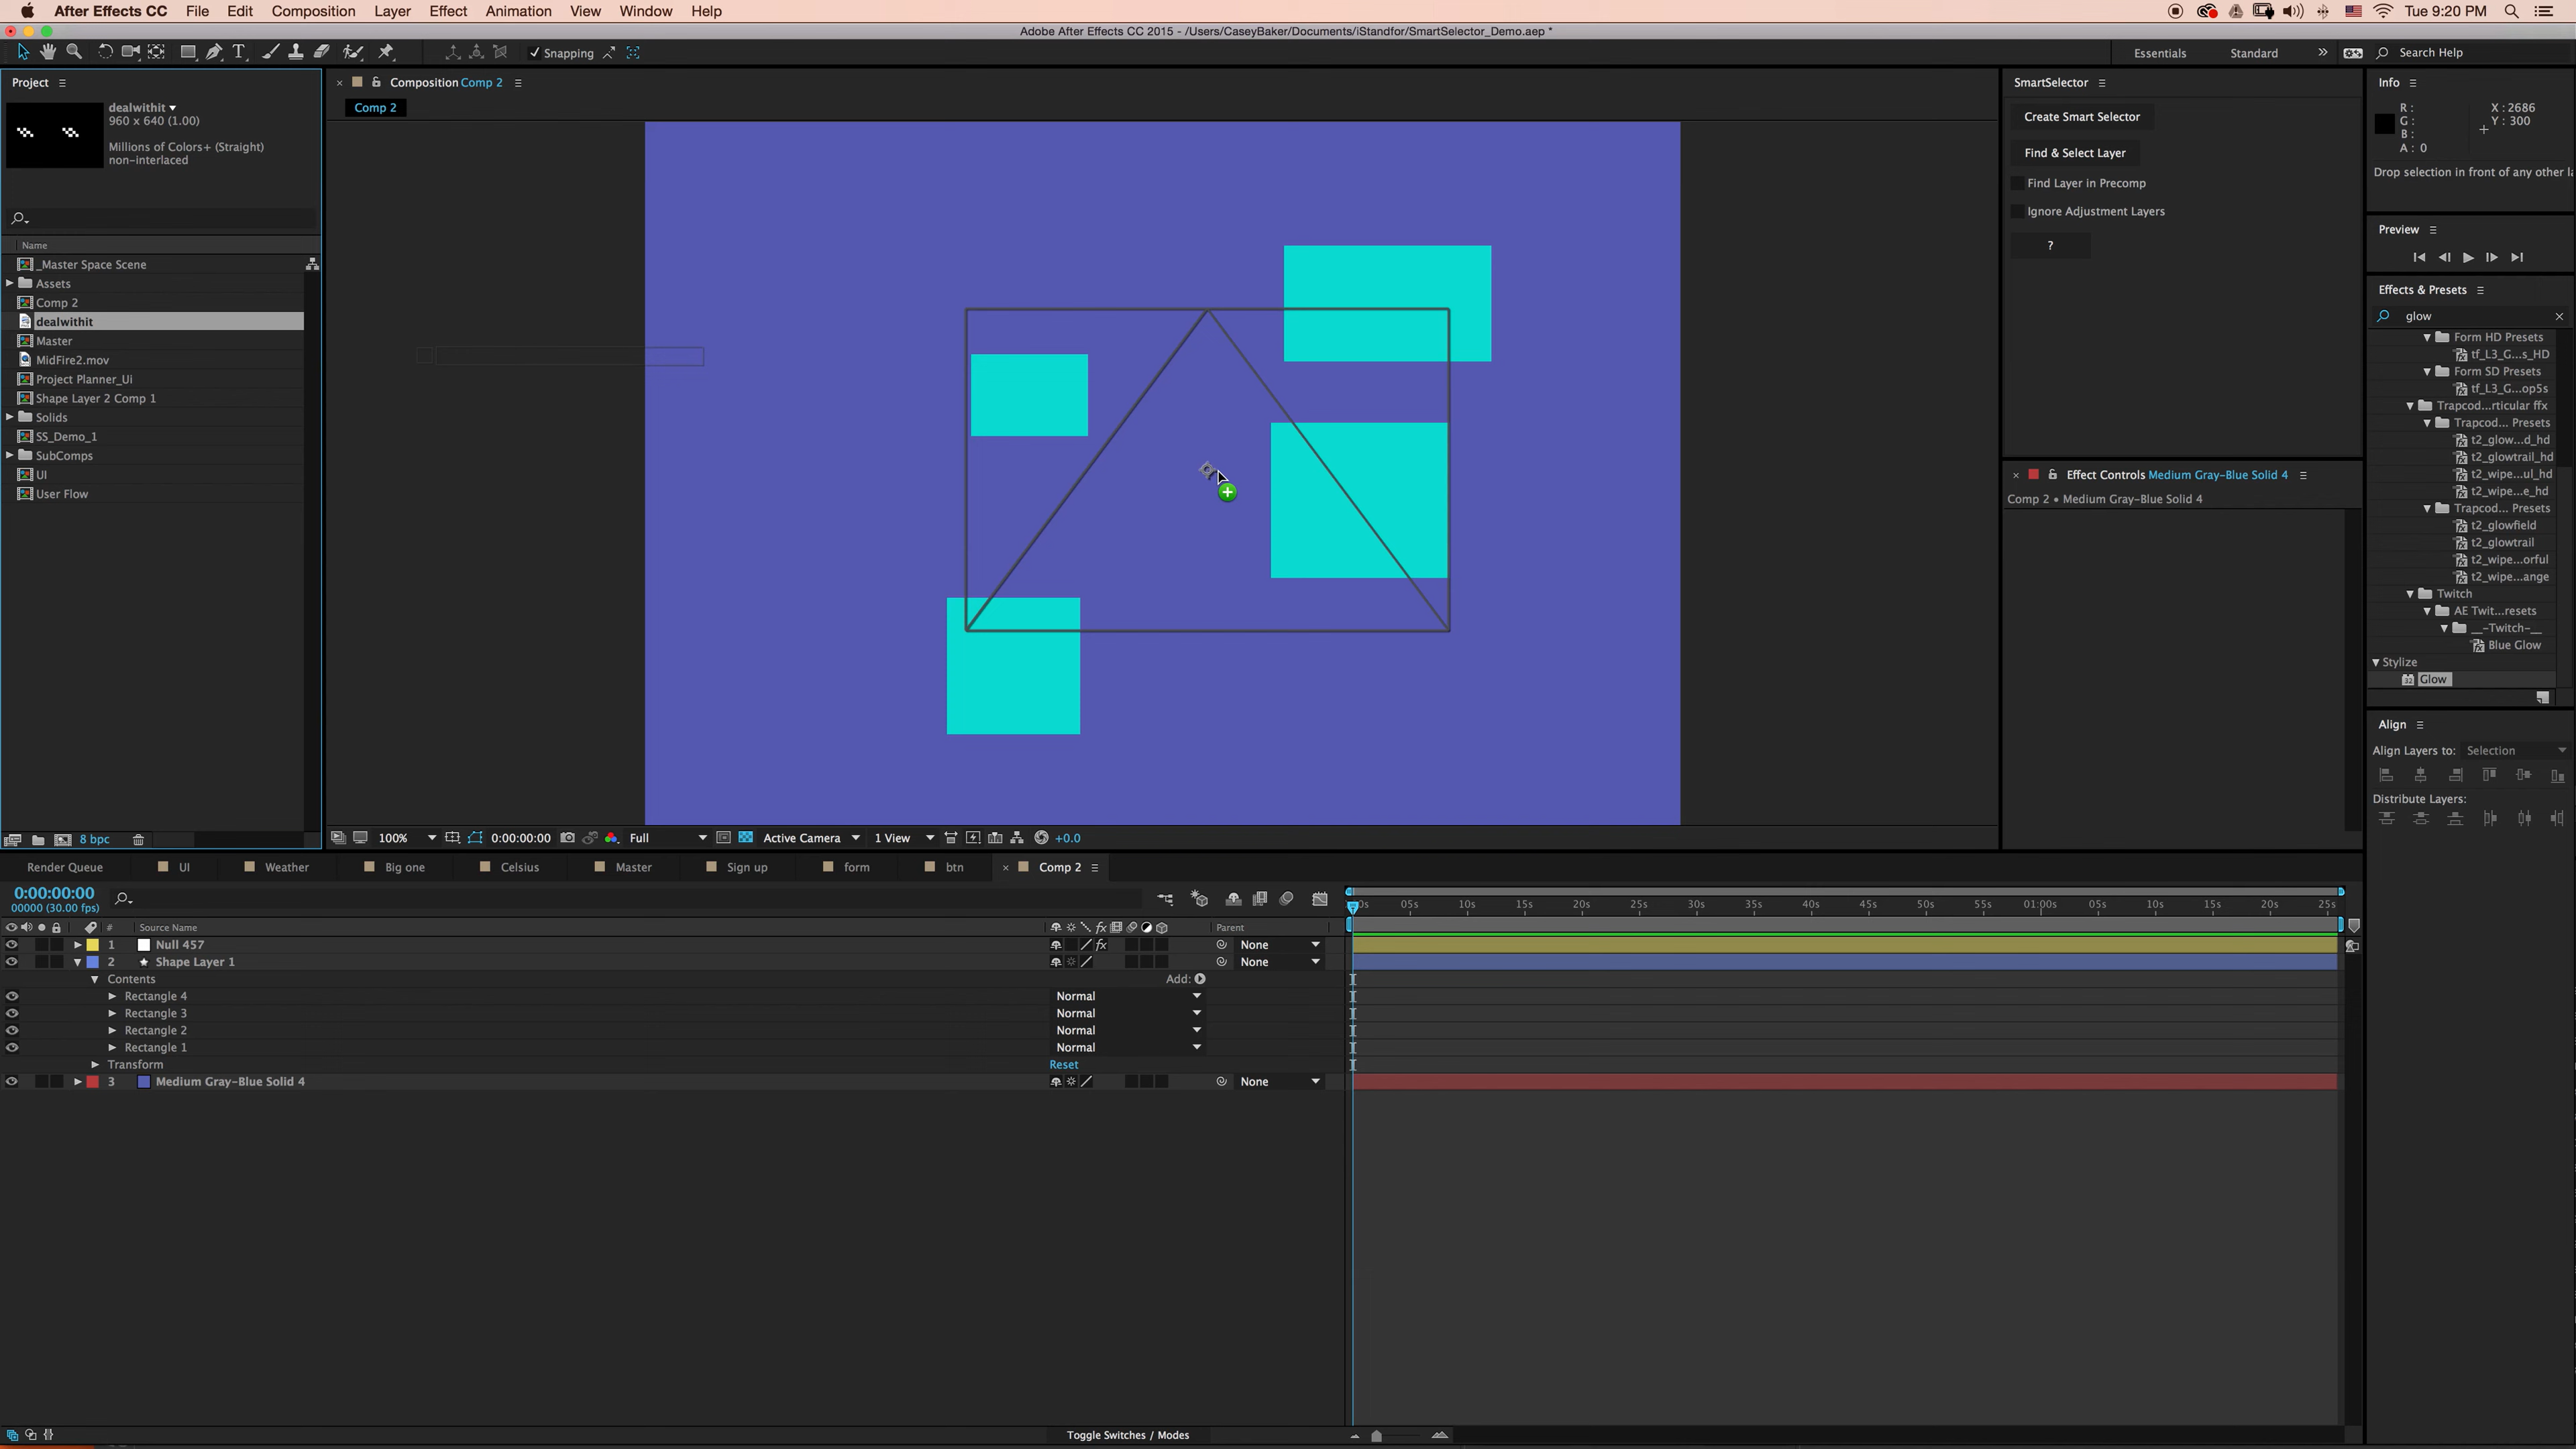 After Effects CC File Edit Composition Layer Effect Animation View Window Help Tue 9:20 PM
Adobe After Effects CC 2015 - /Users/CaseyBaker/Documents/iStandfor/SmartSelector_Demo.aep *
T Snapping Essentials Standard » Search Help
Project
dealwithit
960 x 640 (1.00)
Millions of Colors+ (Straight)
non-interlaced
Name
_Master Space Scene
Assets
Comp 2
dealwithit
Master
MidFire2.mov
Project Planner_Ui
Shape Layer 2 Comp 1
Solids
SS_Demo_1
SubComps
UI
User Flow
8 bpc
× Composition Comp 2
Comp 2
100% 0:00:00:00 Full Active Camera 1 View +0.0
SmartSelector
Create Smart Selector
Find & Select Layer
Find Layer in Precomp
Ignore Adjustment Layers
?
× Effect Controls Medium Gray-Blue Solid 4
Comp 2 • Medium Gray-Blue Solid 4
Info
R :
G :
B :
A : 0
X : 2686
Y : 300
Drop selection in front of any other l
Preview
Effects & Presets
glow
Form HD Presets
tf_L3_G...s_HD
Form SD Presets
tf_L3_G...op5s
Trapcod...rticular ffx
Trapcod... Presets
t2_glow...d_hd
t2_glowtrail_hd
t2_wipe...ul_hd
t2_wipe...e_hd
Trapcod... Presets
t2_glowfield
t2_glowtrail
t2_wipe...orful
t2_wipe...ange
Twitch
AE Twit...resets
__-Twitch-__
Blue Glow
Stylize
Glow
Align
Align Layers to: Selection
Distribute Layers:
Render Queue UI Weather Big one Celsius Master Sign up form btn × Comp 2
0:00:00:00
00000 (30.00 fps)
0s 05s 10s 15s 20s 25s 30s 35s 40s 45s 50s 55s 01:00s 05s 10s 15s 20s 25s
# Source Name fx Parent
1 Null 457 fx None
2 Shape Layer 1 None
Contents Add:
Rectangle 4 Normal
Rectangle 3 Normal
Rectangle 2 Normal
Rectangle 1 Normal
Transform Reset
3 Medium Gray-Blue Solid 4 None
Toggle Switches / Modes